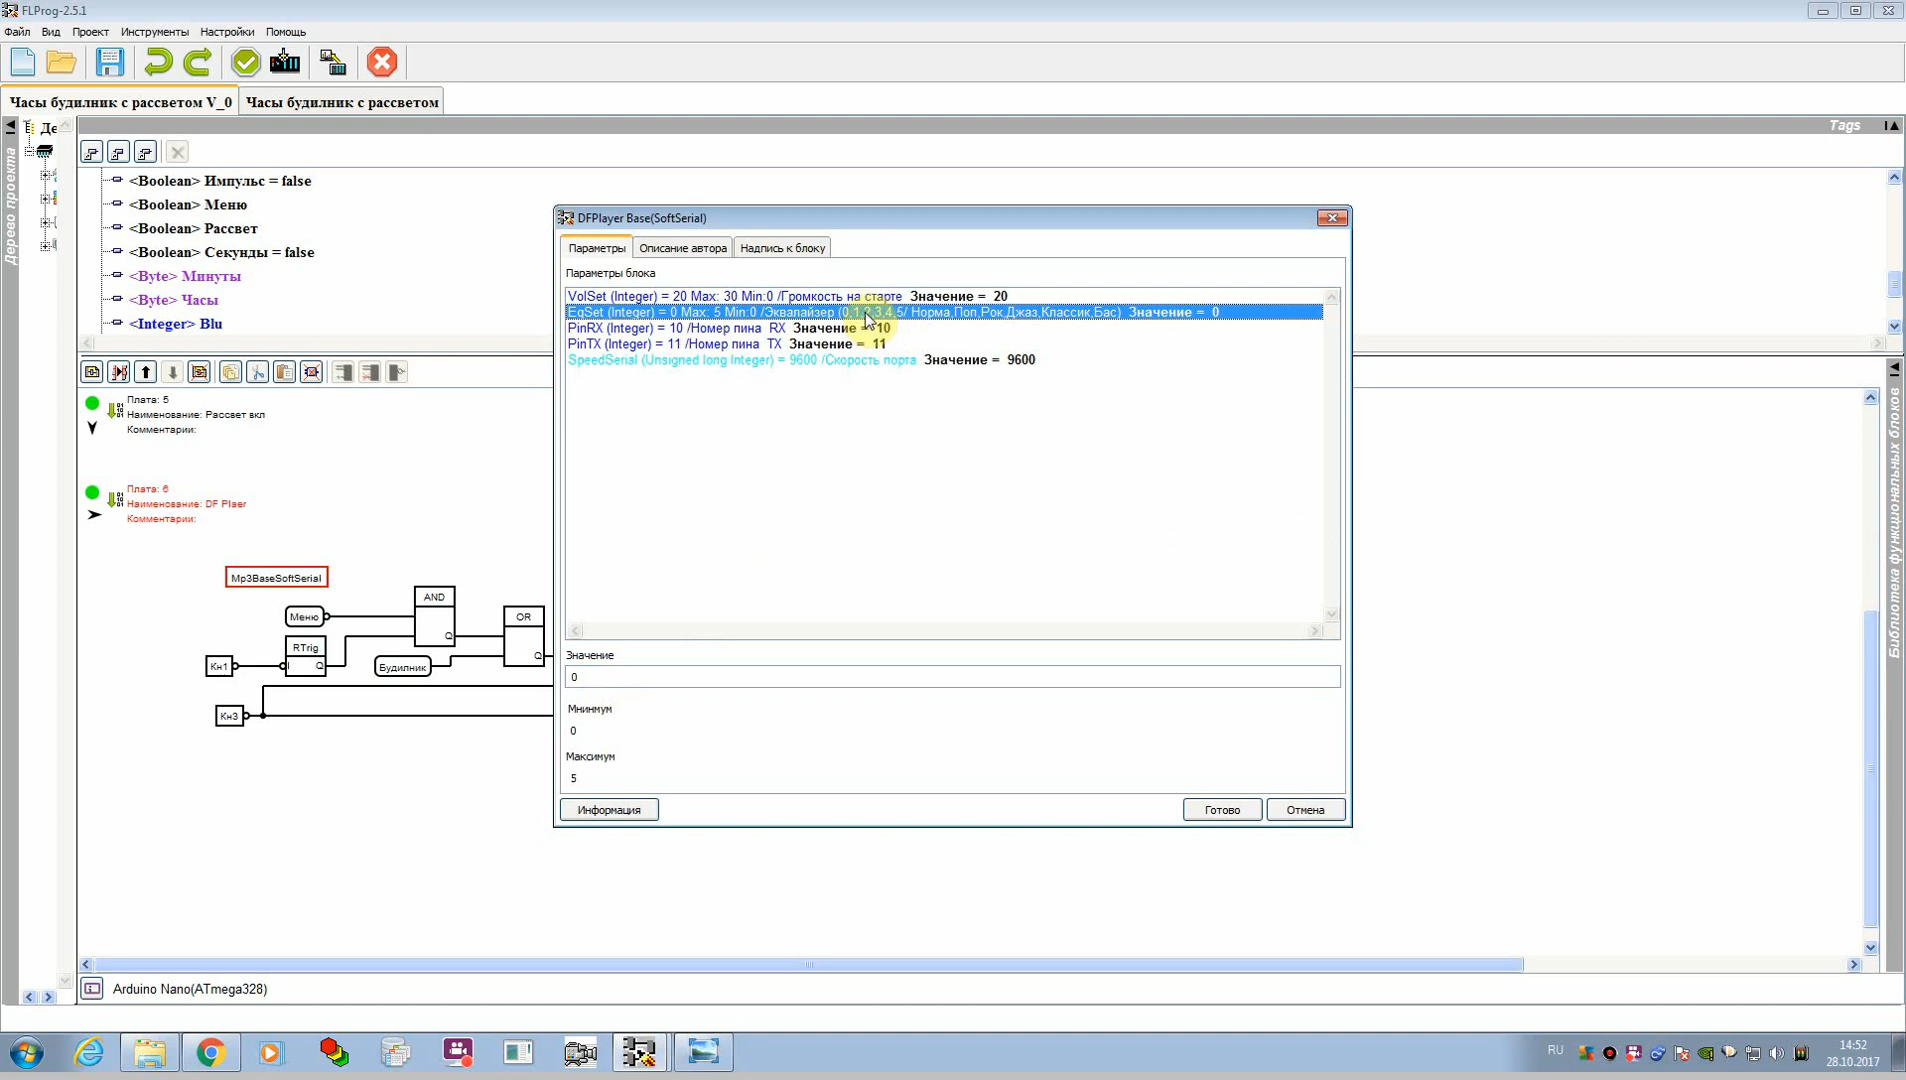 FLProg-2.5.1
Файл Вид Проект Инструменты Настройки Помощь
Часы будилник с рассветом V_0 Часы будилник с рассветом
Де
Tags
Дерево проекта
<Boolean> Импульс = false
<Boolean> Меню
<Boolean> Рассвет
<Boolean> Секунды = false
<Byte> Минуты
<Byte> Часы
<Integer> Blu
DFPlayer Base(SoftSerial)
Параметры Описание автора Надпись к блоку
Параметры блока
VolSet (Integer) = 20 Max: 30 Min:0 /Громкость на старте Значение = 20
EqSet (Integer) = 0 Max: 5 Min:0 /Эквалайзер (0,1,2,3,4,5/ Норма,Поп,Рок,Джаз,Классик,Бас) Значение = 0
PinRX (Integer) = 10 /Номер пина RX Значение = 10
PinTX (Integer) = 11 /Номер пина TX Значение = 11
SpeedSerial (Unsigned long Integer) = 9600 /Скорость порта Значение = 9600
Значение
0
Мнинмум
0
Максимум
5
Информация Готово Отмена
Библиотека функциональных блоков
Плата: 5
Наименование: Рассвет вкл
Комментарии:
Плата: 6
Наименование: DF Plaer
Комментарии:
Mp3BaseSoftSerial
AND
Меню
OR
Q
RTrig
Q
Кн1
I Q
Будилник
Кн3
Arduino Nano(ATmega328)
RU
14:52
28.10.2017